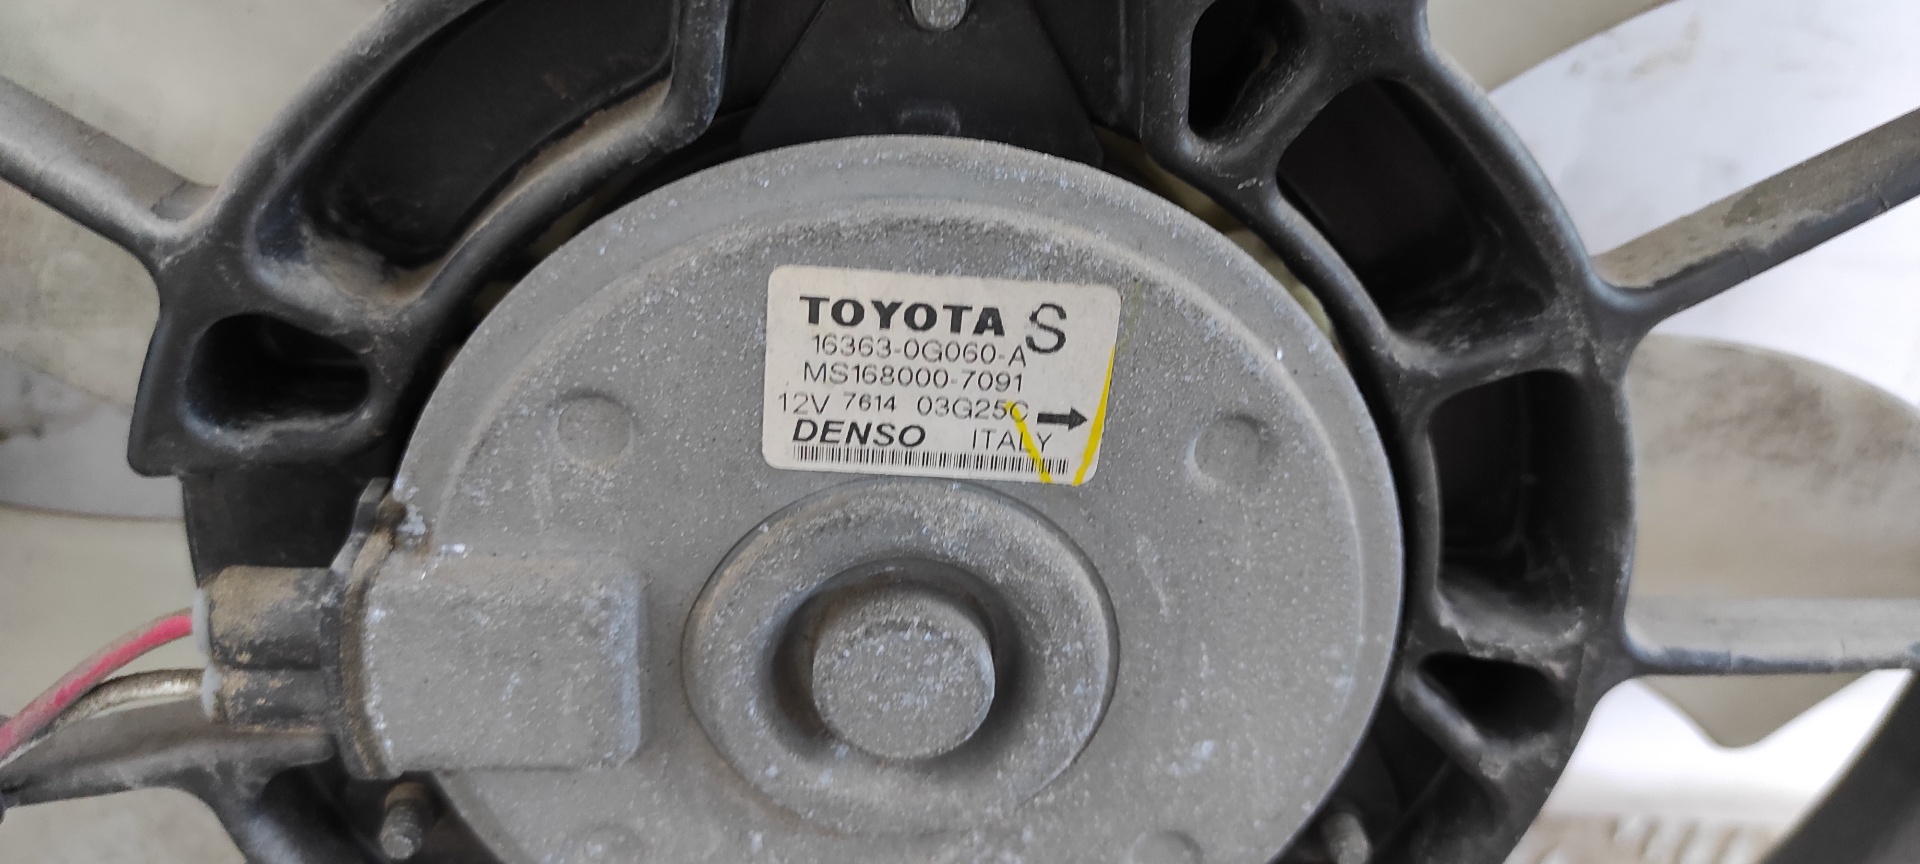 TOYOTA S
16363-0G060-A
MS168000-7091
12V 7614 03G25C
DENSO ITALY